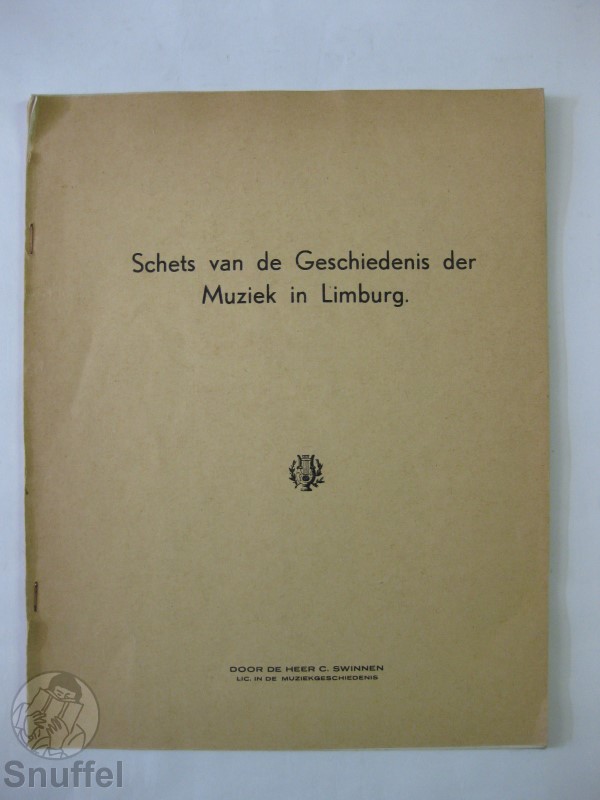 Schets van de Geschiedenis der
Muziek in Limburg.
DOOR DE HEER C. SWINNEN
LIC. IN DE MUZIEKGESCHIEDENIS
Snuffel